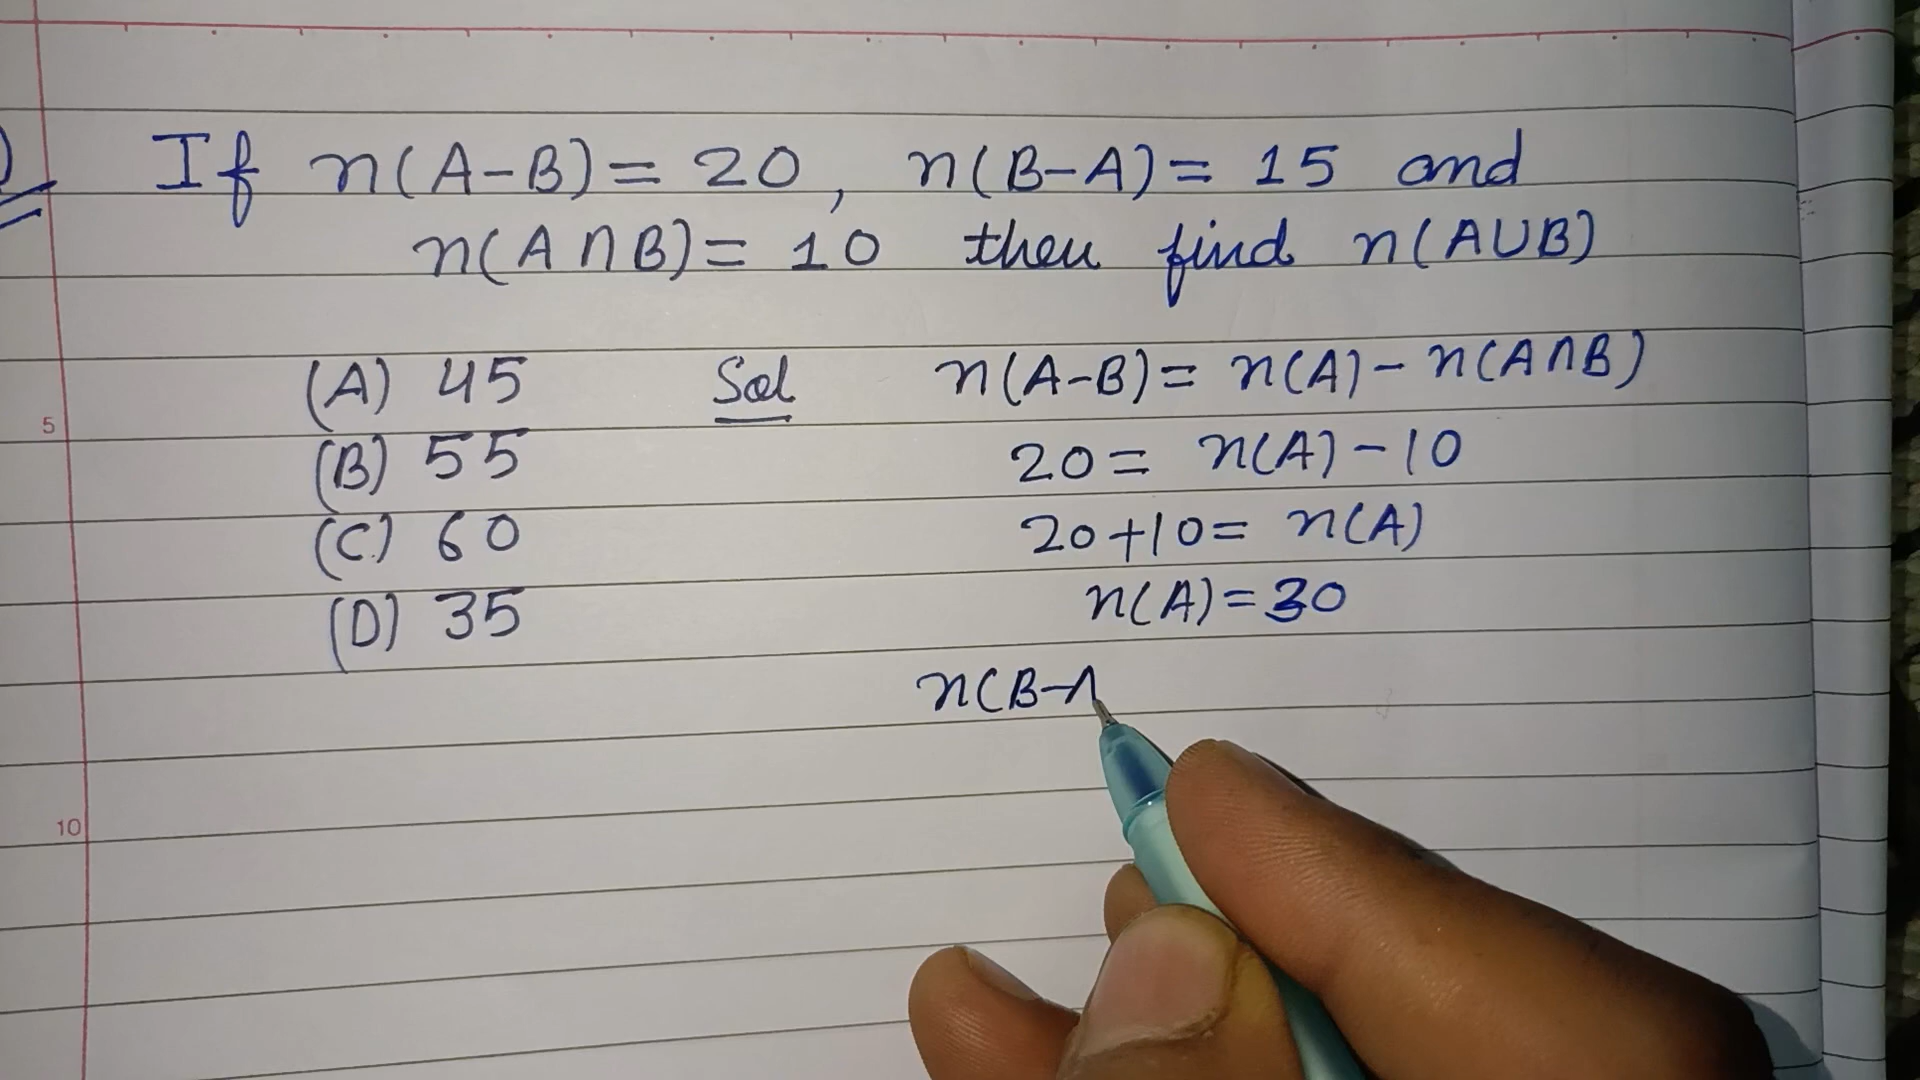 If n(A-B)= 20, n(B-A)= 15 and
n(A∩B)= 10 then find n(A∪B)
(A) 45
(B) 55
(C) 60
(D) 35
Sol
n(A-B)= n(A)- n(A∩B)
20= n(A)-10
20+10= n(A)
n(A)=30
n(B-A
5
10